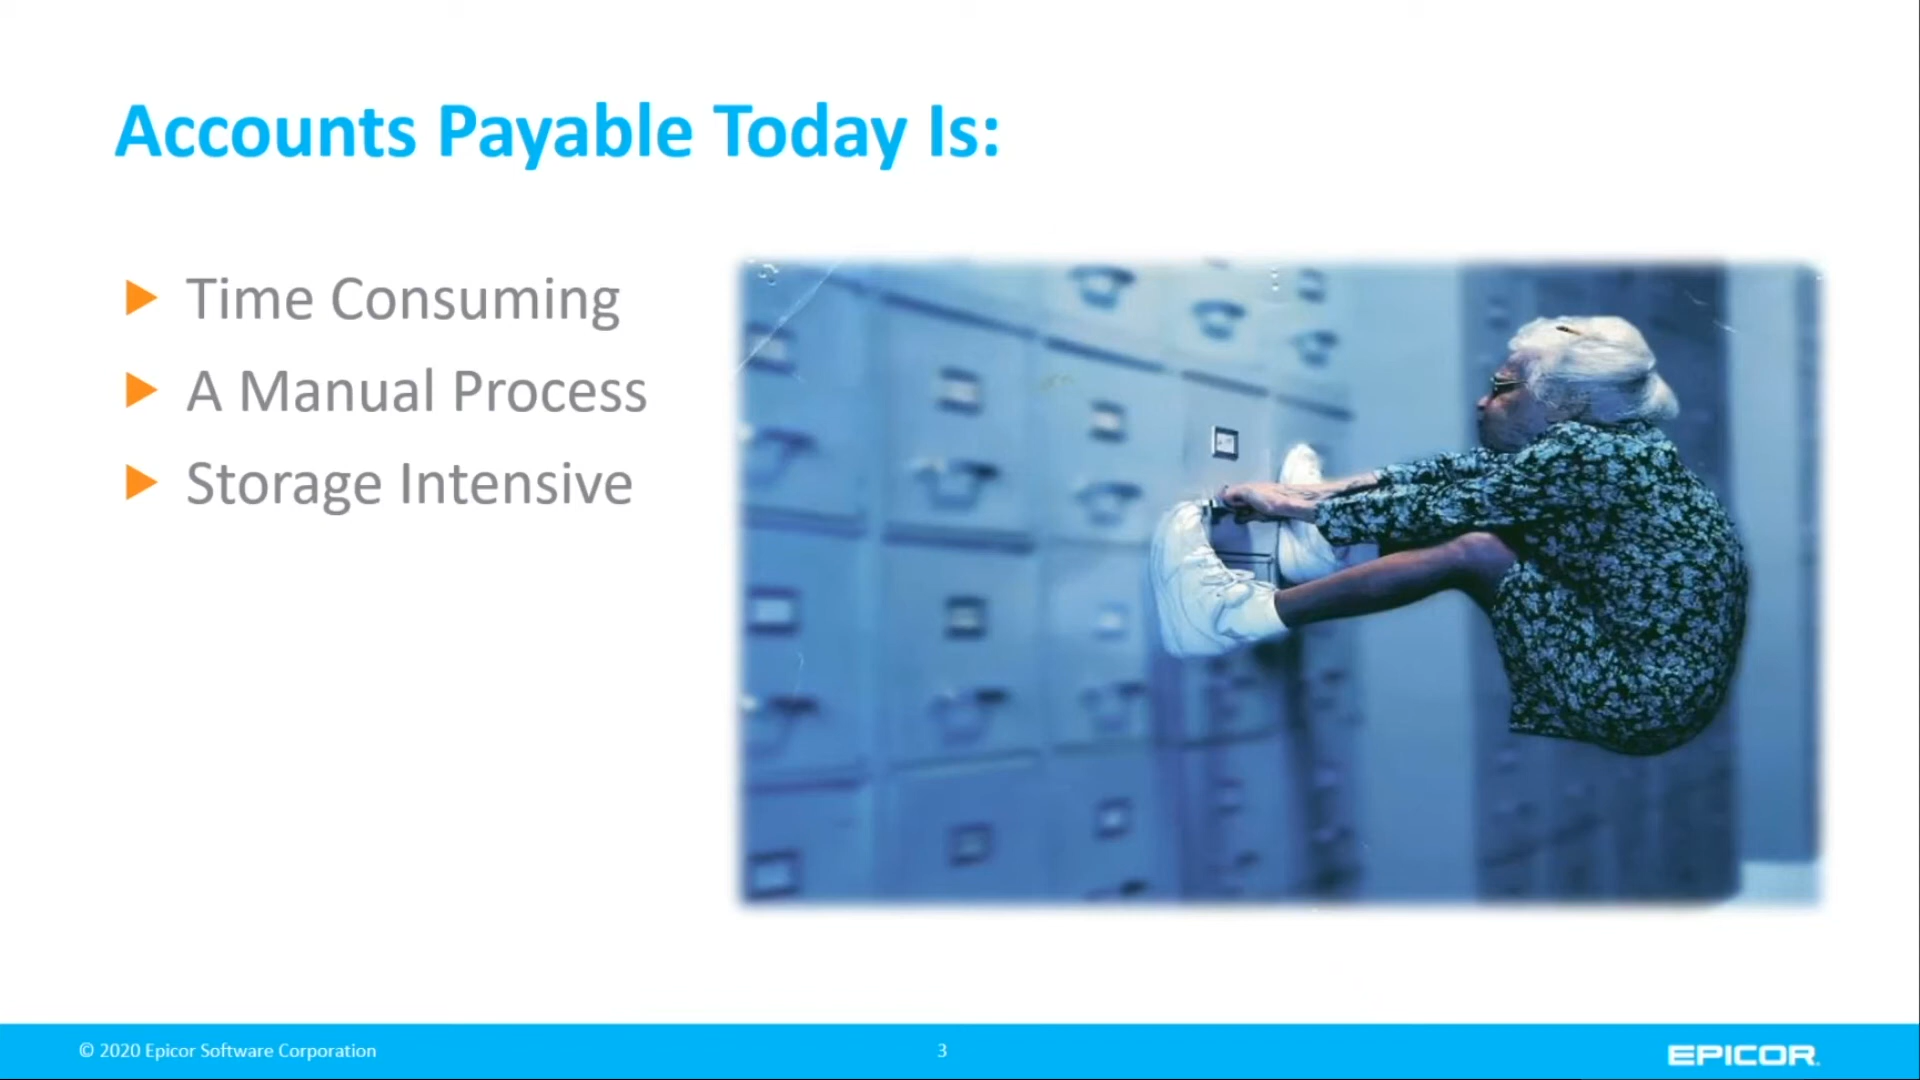 Accounts Payable Today Is:
Time Consuming
A Manual Process
Storage Intensive
© 2020 Epicor Software Corporation
3
EPICOR